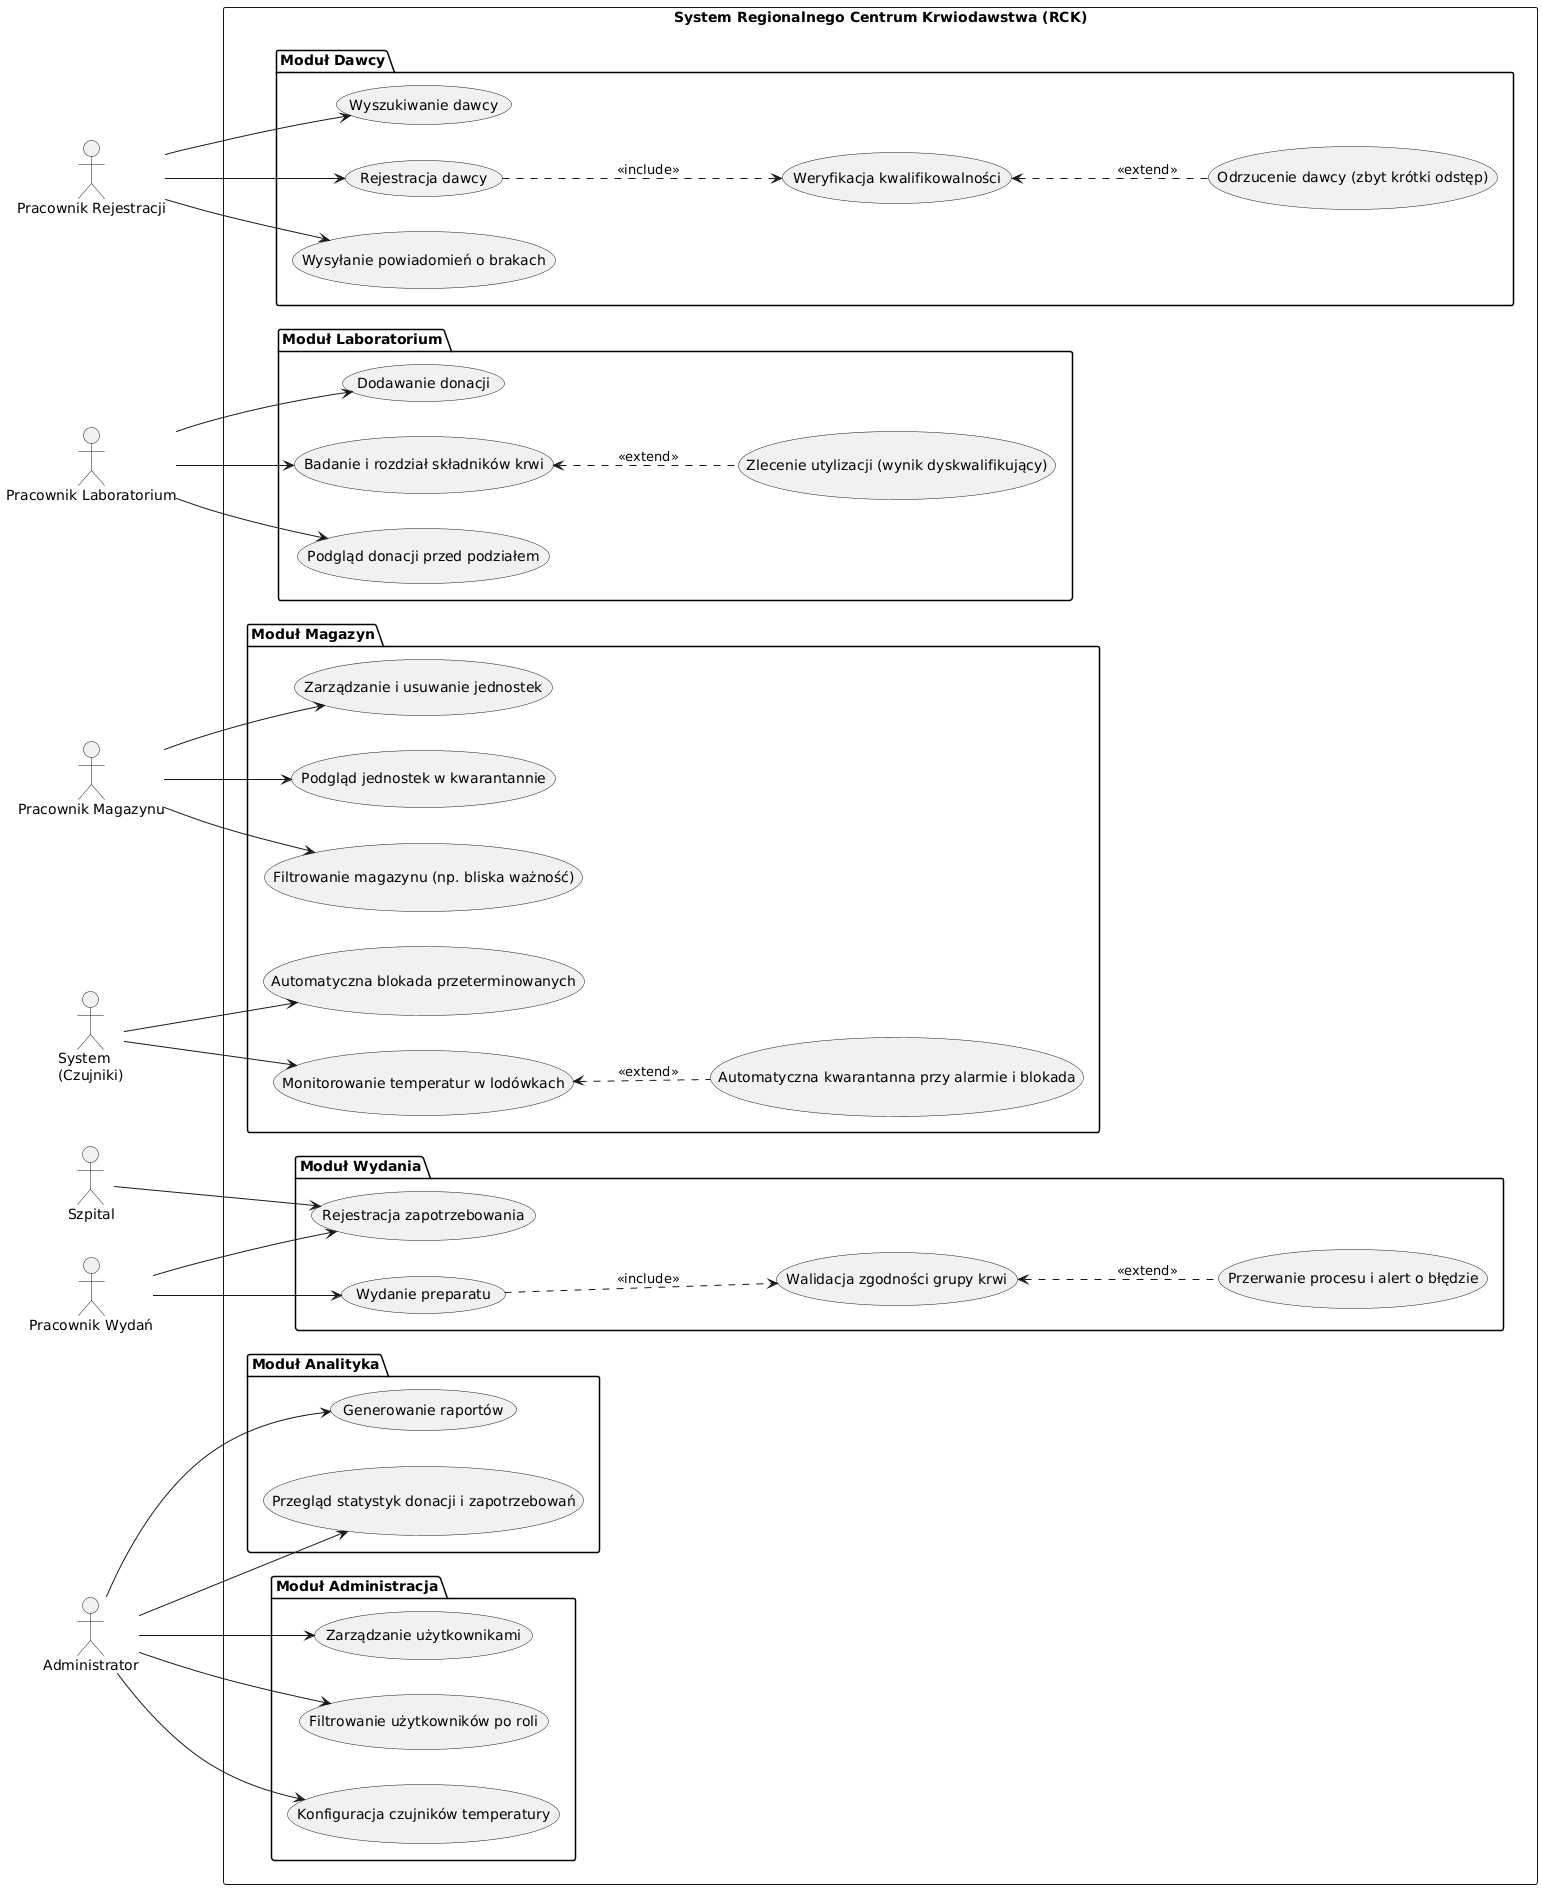 System Regionalnego Centrum Krwiodawstwa (RCK)
Moduł Dawcy
Wyszukiwanie dawcy
Pracownik Rejestracji
Rejestracja dawcy
«include»
Weryfikacja kwalifikowalności
«extend»
Odrzucenie dawcy (zbyt krótki odstęp)
Wysyłanie powiadomień o brakach
Moduł Laboratorium
Dodawanie donacji
Pracownik Laboratorium
Badanie i rozdział składników krwi
«extend»
Zlecenie utylizacji (wynik dyskwalifikujący)
Podgląd donacji przed podziałem
Moduł Magazyn
Zarządzanie i usuwanie jednostek
Pracownik Magazynu
Podgląd jednostek w kwarantannie
Filtrowanie magazynu (np. bliska ważność)
Automatyczna blokada przeterminowanych
System
(Czujniki)
Monitorowanie temperatur w lodówkach
«extend»
Automatyczna kwarantanna przy alarmie i blokada
Szpital
Moduł Wydania
Rejestracja zapotrzebowania
Pracownik Wydań
Wydanie preparatu
«include»
Walidacja zgodności grupy krwi
«extend»
Przerwanie procesu i alert o błędzie
Moduł Analityka
Generowanie raportów
Przegląd statystyk donacji i zapotrzebowań
Moduł Administracja
Administrator
Zarządzanie użytkownikami
Filtrowanie użytkowników po roli
Konfiguracja czujników temperatury